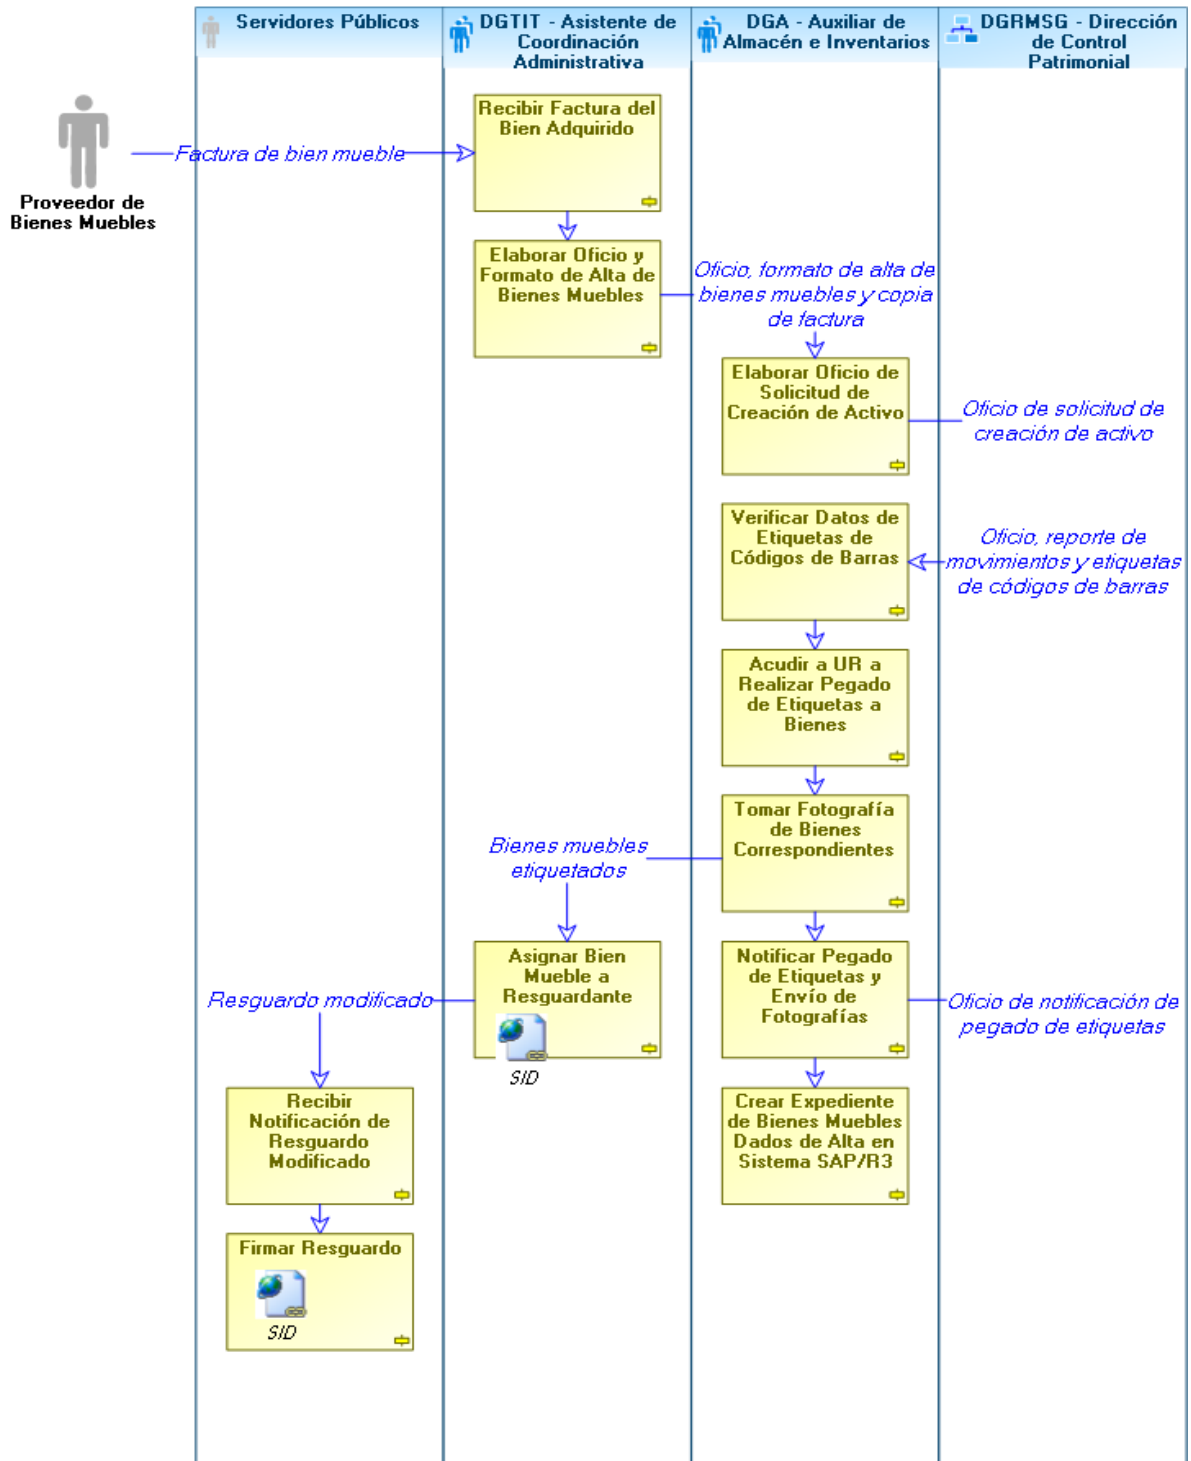 Servidores Públicos
DGTIT - Asistente de
Coordinación
Administrativa
DGA - Auxiliar de
Almacén e Inventarios
DGRMSG - Dirección
de Control
Patrimonial
Proveedor de
Bienes Muebles
Factura de bien mueble
Recibir Factura del
Bien Adquirido
Elaborar Oficio y
Formato de Alta de
Bienes Muebles
Oficio, formato de alta de
bienes muebles y copia
de factura
Elaborar Oficio de
Solicitud de
Creación de Activo
Oficio de solicitud de
creación de activo
Verificar Datos de
Etiquetas de
Códigos de Barras
Oficio, reporte de
movimientos y etiquetas
de códigos de barras
Acudir a UR a
Realizar Pegado
de Etiquetas a
Bienes
Tomar Fotografía
de Bienes
Correspondientes
Bienes muebles
etiquetados
Asignar Bien
Mueble a
Resguardante
SID
Notificar Pegado
de Etiquetas y
Envío de
Fotografías
Oficio de notificación de
pegado de etiquetas
Resguardo modificado
Recibir
Notificación de
Resguardo
Modificado
Crear Expediente
de Bienes Muebles
Dados de Alta en
Sistema SAP/R3
Firmar Resguardo
SID